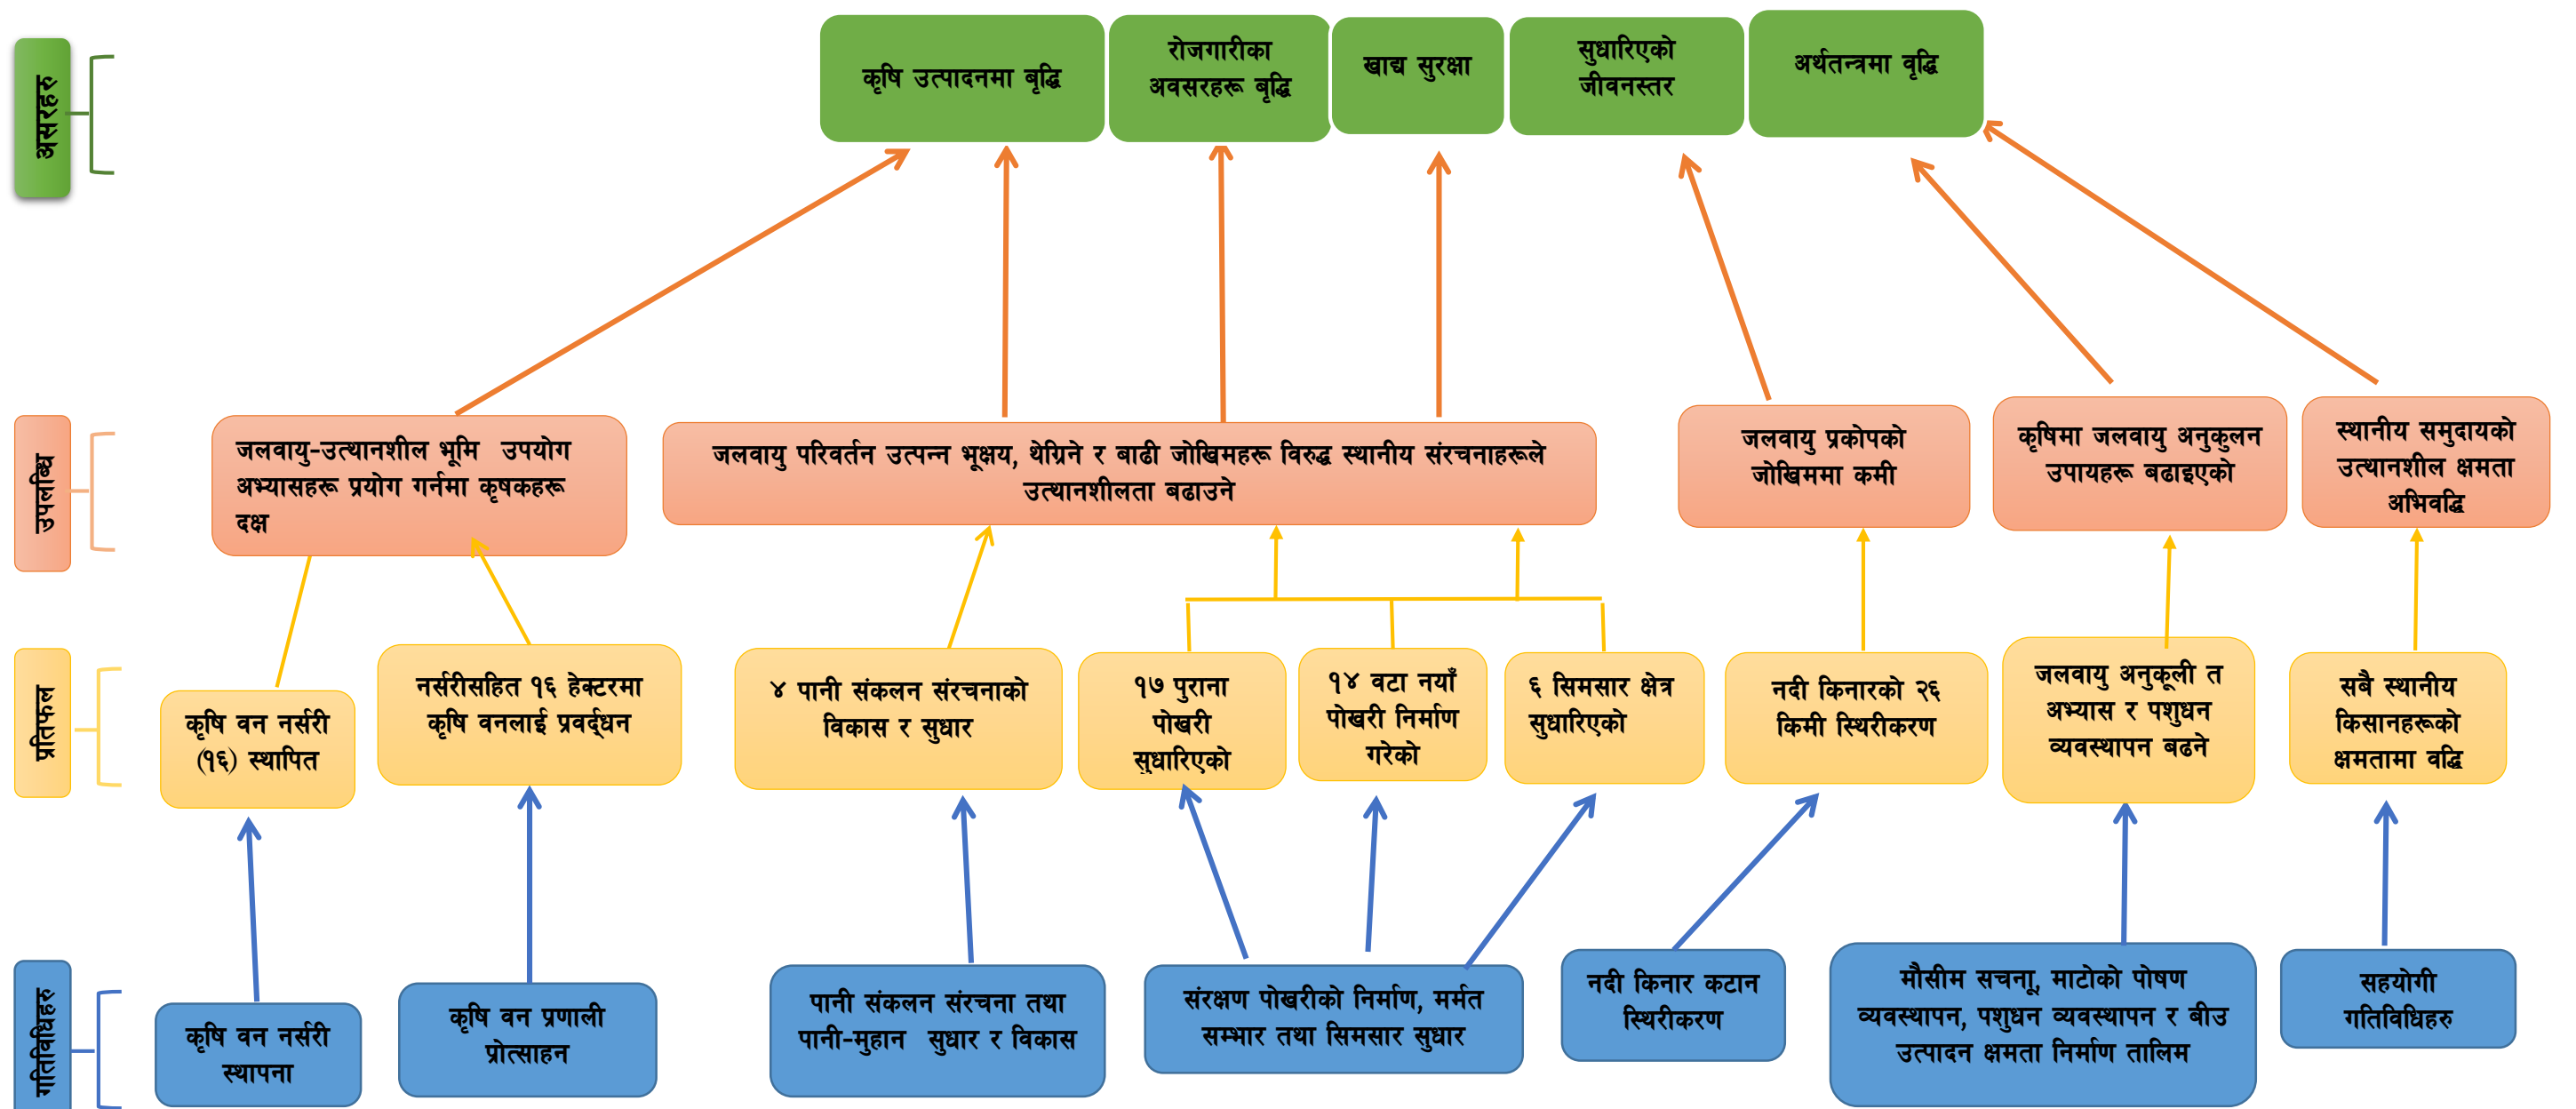 असरहरु
कृषि उत्पादनमा बृद्धि
रोजगारीका
अवसरहरू बृद्धि
खाद्य सुरक्षा
सुधारिएको
जीवनस्तर
अर्थतन्त्रमा वृद्धि
उपलब्धि
जलवायु-उत्थानशील भूमि उपयोग
अभ्यासहरू प्रयोग गर्नमा कृषकहरू
दक्ष
जलवायु परिवर्तन उत्पन्न भूक्षय, थेग्रिने र बाढी जोखिमहरू विरुद्ध स्थानीय संरचनाहरूले
उत्थानशीलता बढाउने
जलवायु प्रकोपको
जोखिममा कमी
कृषिमा जलवायु अनुकुलन
उपायहरू बढाइएको
स्थानीय समुदायको
उत्थानशील क्षमता
अभिवद्धि
प्रतिफल
कृषि वन नर्सरी
(१६) स्थापित
नर्सरीसहित १६ हेक्टरमा
कृषि वनलाई प्रवर्द्धन
४ पानी संकलन संरचनाको
विकास र सुधार
१७ पुराना
पोखरी
सुधारिएको
१४ वटा नयाँ
पोखरी निर्माण
गरेको
६ सिमसार क्षेत्र
सुधारिएको
नदी किनारको २६
किमी स्थिरीकरण
जलवायु अनुकूली त
अभ्यास र पशुधन
व्यवस्थापन बढने
सबै स्थानीय
किसानहरूको
क्षमतामा वद्धि
गतिविधिहरु
कृषि वन नर्सरी
स्थापना
कृषि वन प्रणाली
प्रोत्साहन
पानी संकलन संरचना तथा
पानी-मुहान सुधार र विकास
संरक्षण पोखरीको निर्माण, मर्मत
सम्भार तथा सिमसार सुधार
नदी किनार कटान
स्थिरीकरण
मौसीम सचना, माटोको पोषण
व्यवस्थापन, पशुधन व्यवस्थापन र बीउ
उत्पादन क्षमता निर्माण तालिम
सहयोगी
गतिविधिहरु